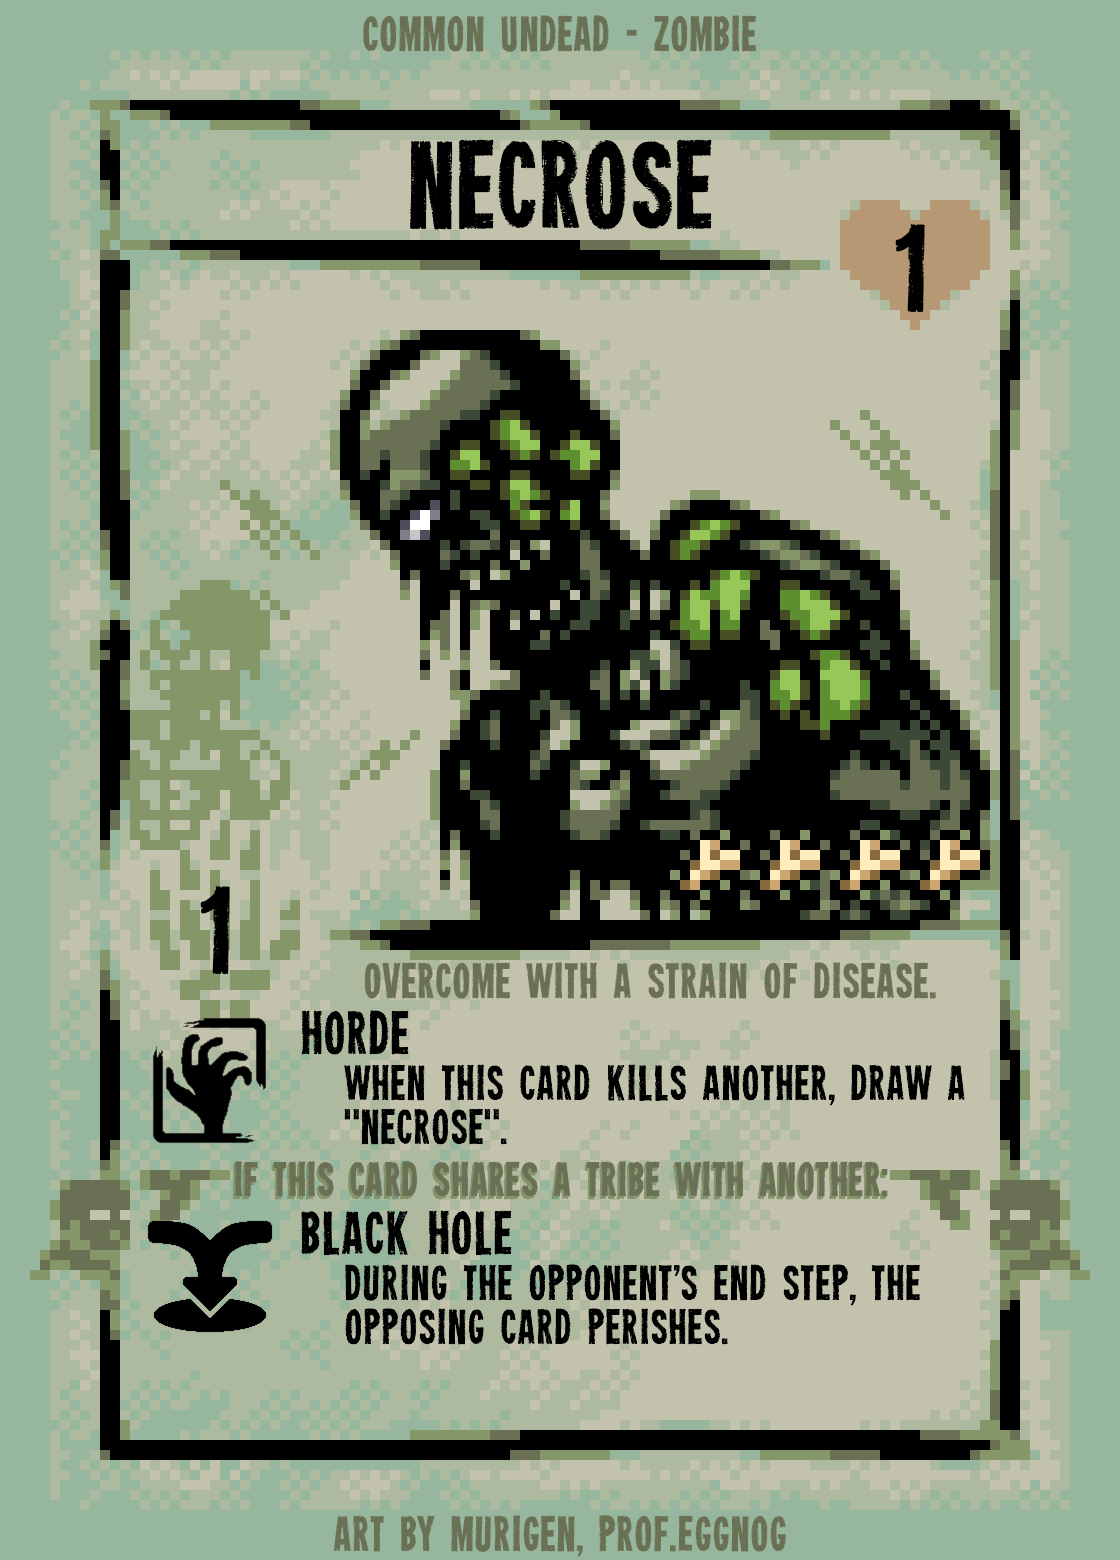 COMMON UNDEAD - ZOMBIE
NECROSE
1
1
OVERCOME WITH A STRAIN OF DISEASE.
HORDE
WHEN THIS CARD KILLS ANOTHER, DRAW A
"NECROSE".
IF THIS CARD SHARES A TRIBE WITH ANOTHER:
BLACK HOLE
DURING THE OPPONENT'S END STEP, THE
OPPOSING CARD PERISHES.
ART BY MURIGEN, PROF.EGGNOG